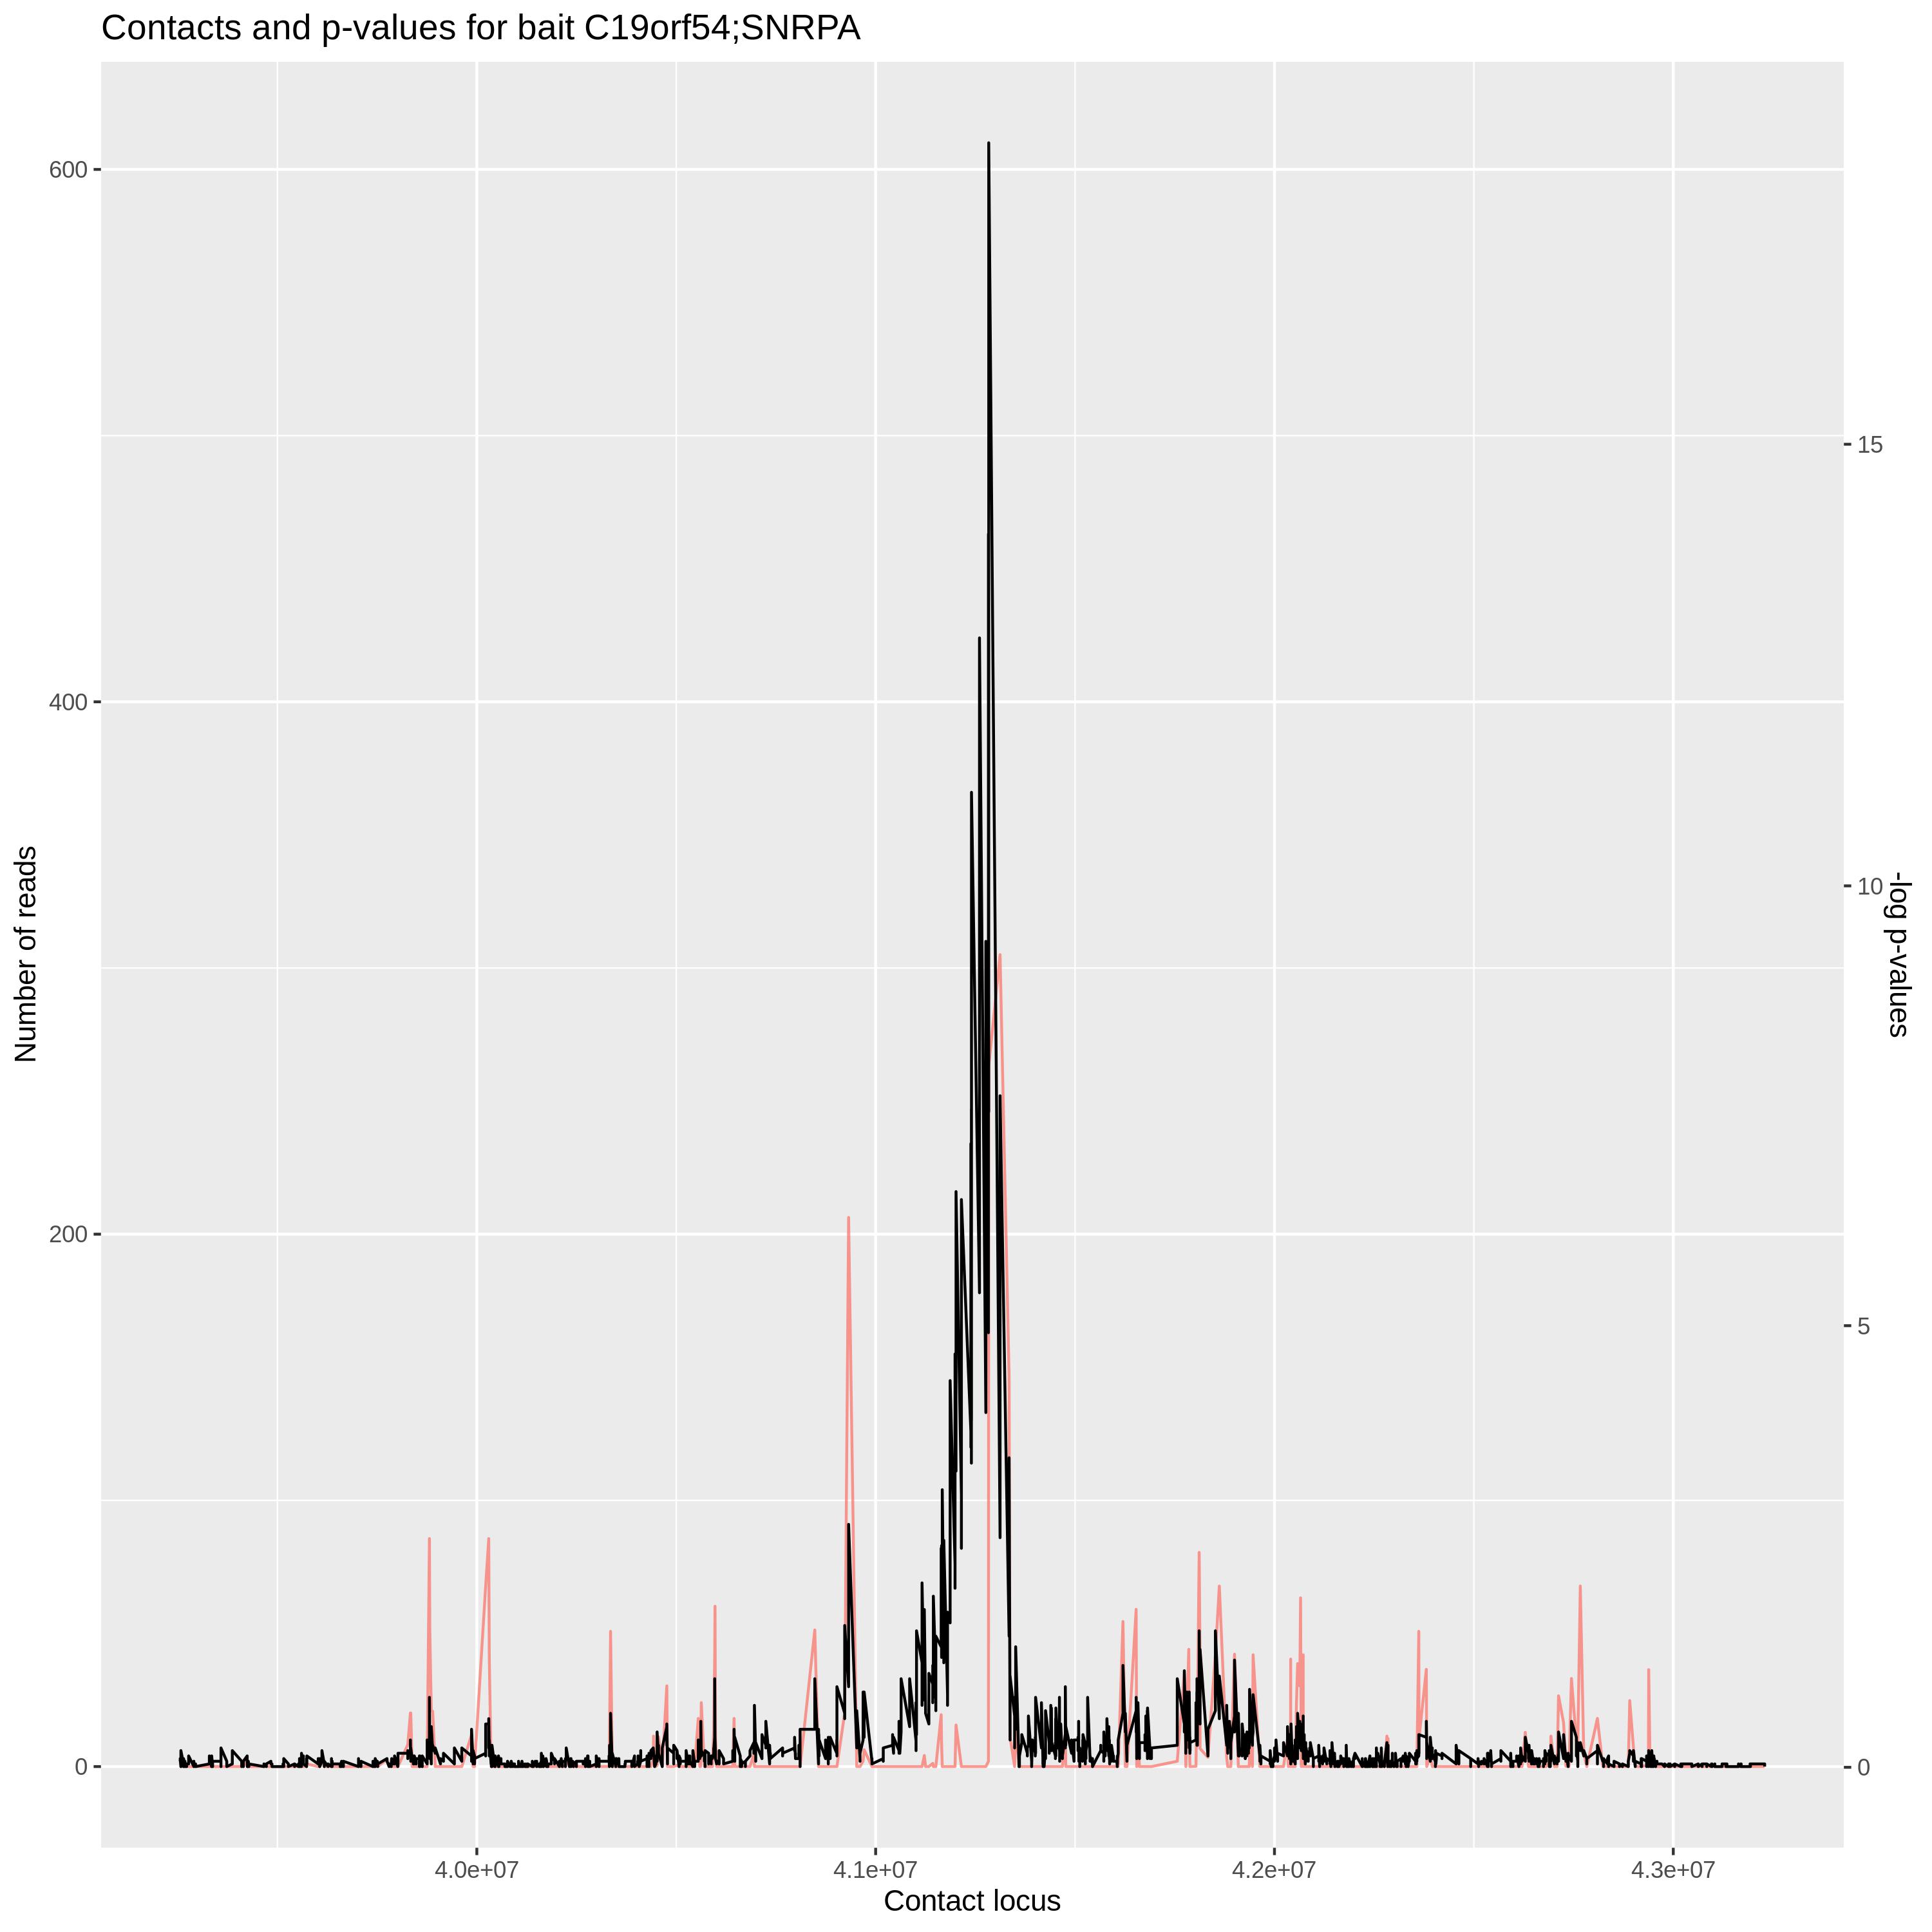 Contacts and p-values for bait C19orf54;SNRPA
600
400
200
0
Number of reads
15
10
5
0
-log p-values
4.0e+07
4.1e+07
4.2e+07
4.3e+07
Contact locus